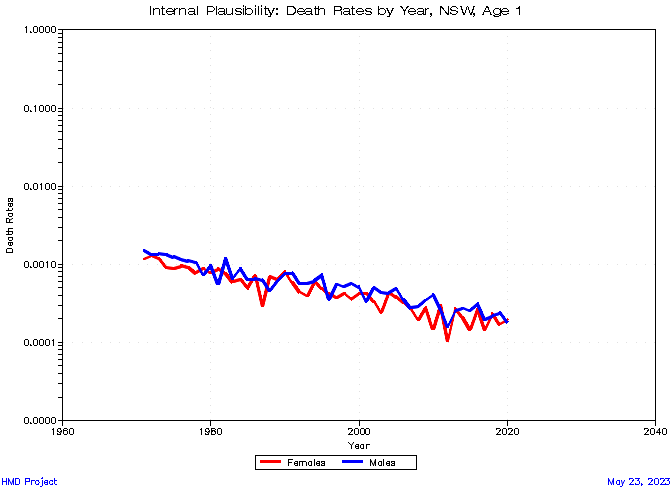 Internal Plausibility: Death Rates by Year, NSW, Age 1
1.0000
0.1000
0.0100
0.0010
0.0001
0.0000
Death Rates
1960 1980 2000 2020 2040
Year
Females Males
HMD Project May 23, 2023